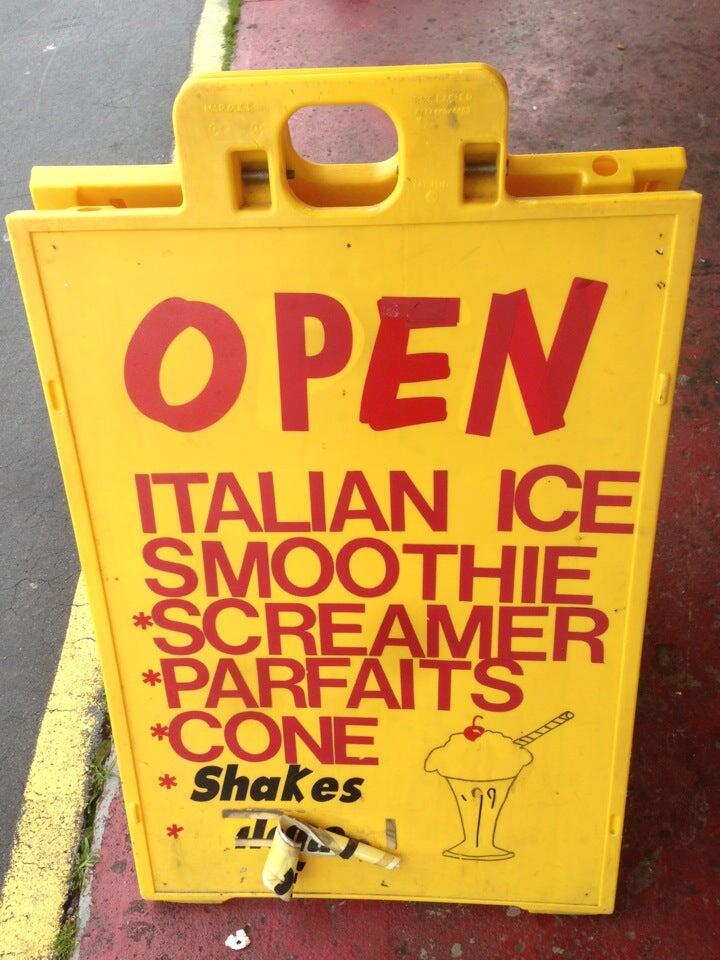 OPEN
ITALIAN ICE
SMOOTHIE
*SCREAMER
*PARFAITS
*CONE
* Shakes
*